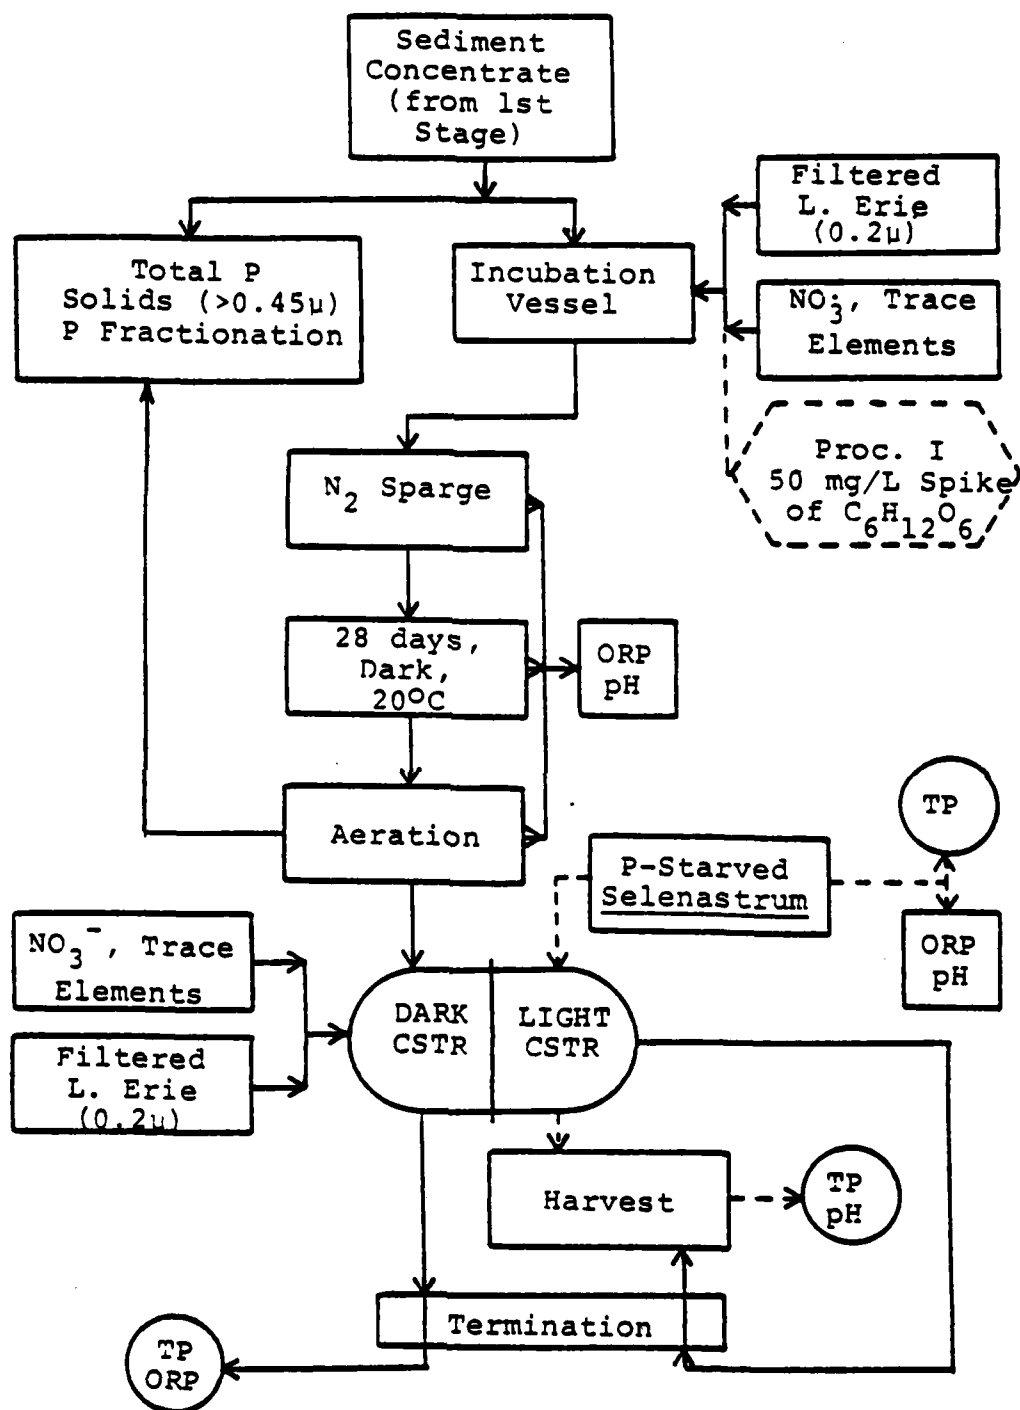 Sediment
Concentrate
(from 1st
Stage)
Filtered
L. Erie
(0.2µ)
Total P
Solids (>0.45µ)
P Fractionation
Incubation
Vessel
NO3-, Trace
Elements
Proc. I
50 mg/L Spike
of C6H12O6
N2 Sparge
28 days,
Dark,
20°C
ORP
pH
Aeration
TP
P-Starved
Selenastrum
ORP
pH
NO3-, Trace
Elements
DARK
CSTR
LIGHT
CSTR
Filtered
L. Erie
(0.2µ)
Harvest
TP
pH
Termination
TP
ORP